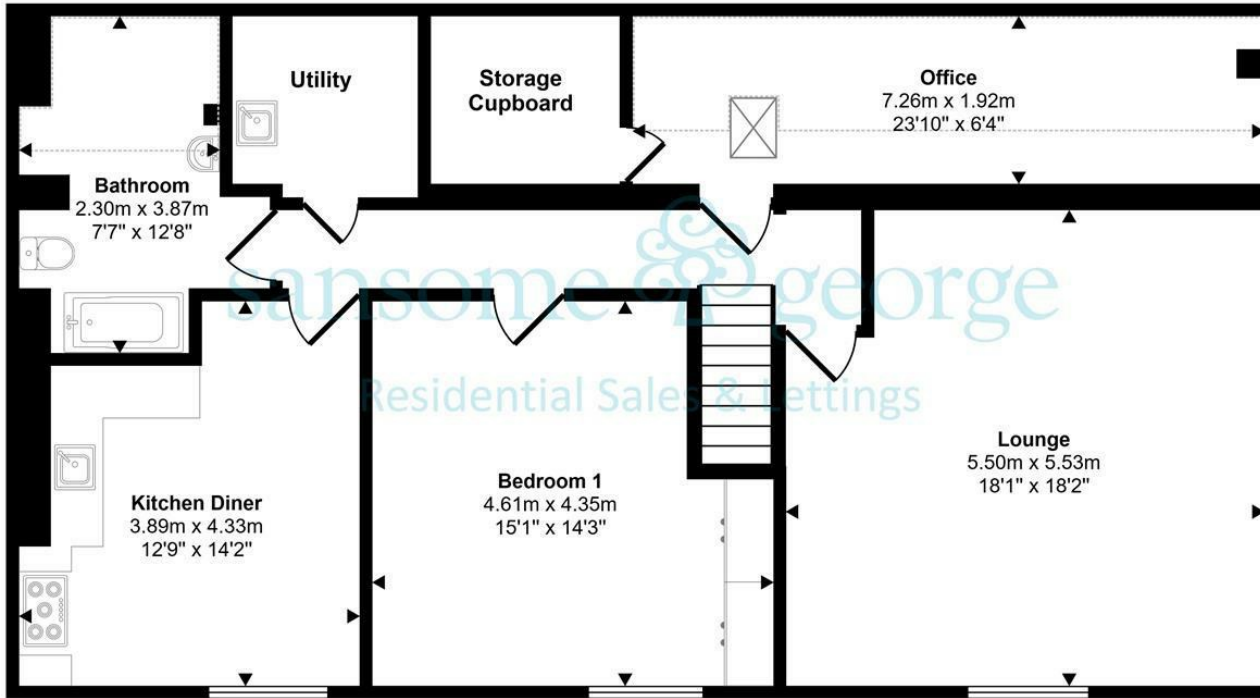 Utility
Storage
Cupboard
Office
7.26m x 1.92m
23'10" x 6'4"
Bathroom
2.30m x 3.87m
7'7" x 12'8"
sansome george
Residential Sales & Lettings
Kitchen Diner
3.89m x 4.33m
12'9" x 14'2"
Bedroom 1
4.61m x 4.35m
15'1" x 14'3"
Lounge
5.50m x 5.53m
18'1" x 18'2"